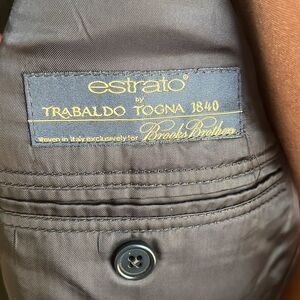 estrato®
by
TRABALDO TOGNA 1840
woven in italy exclusively for Brooks Brothers